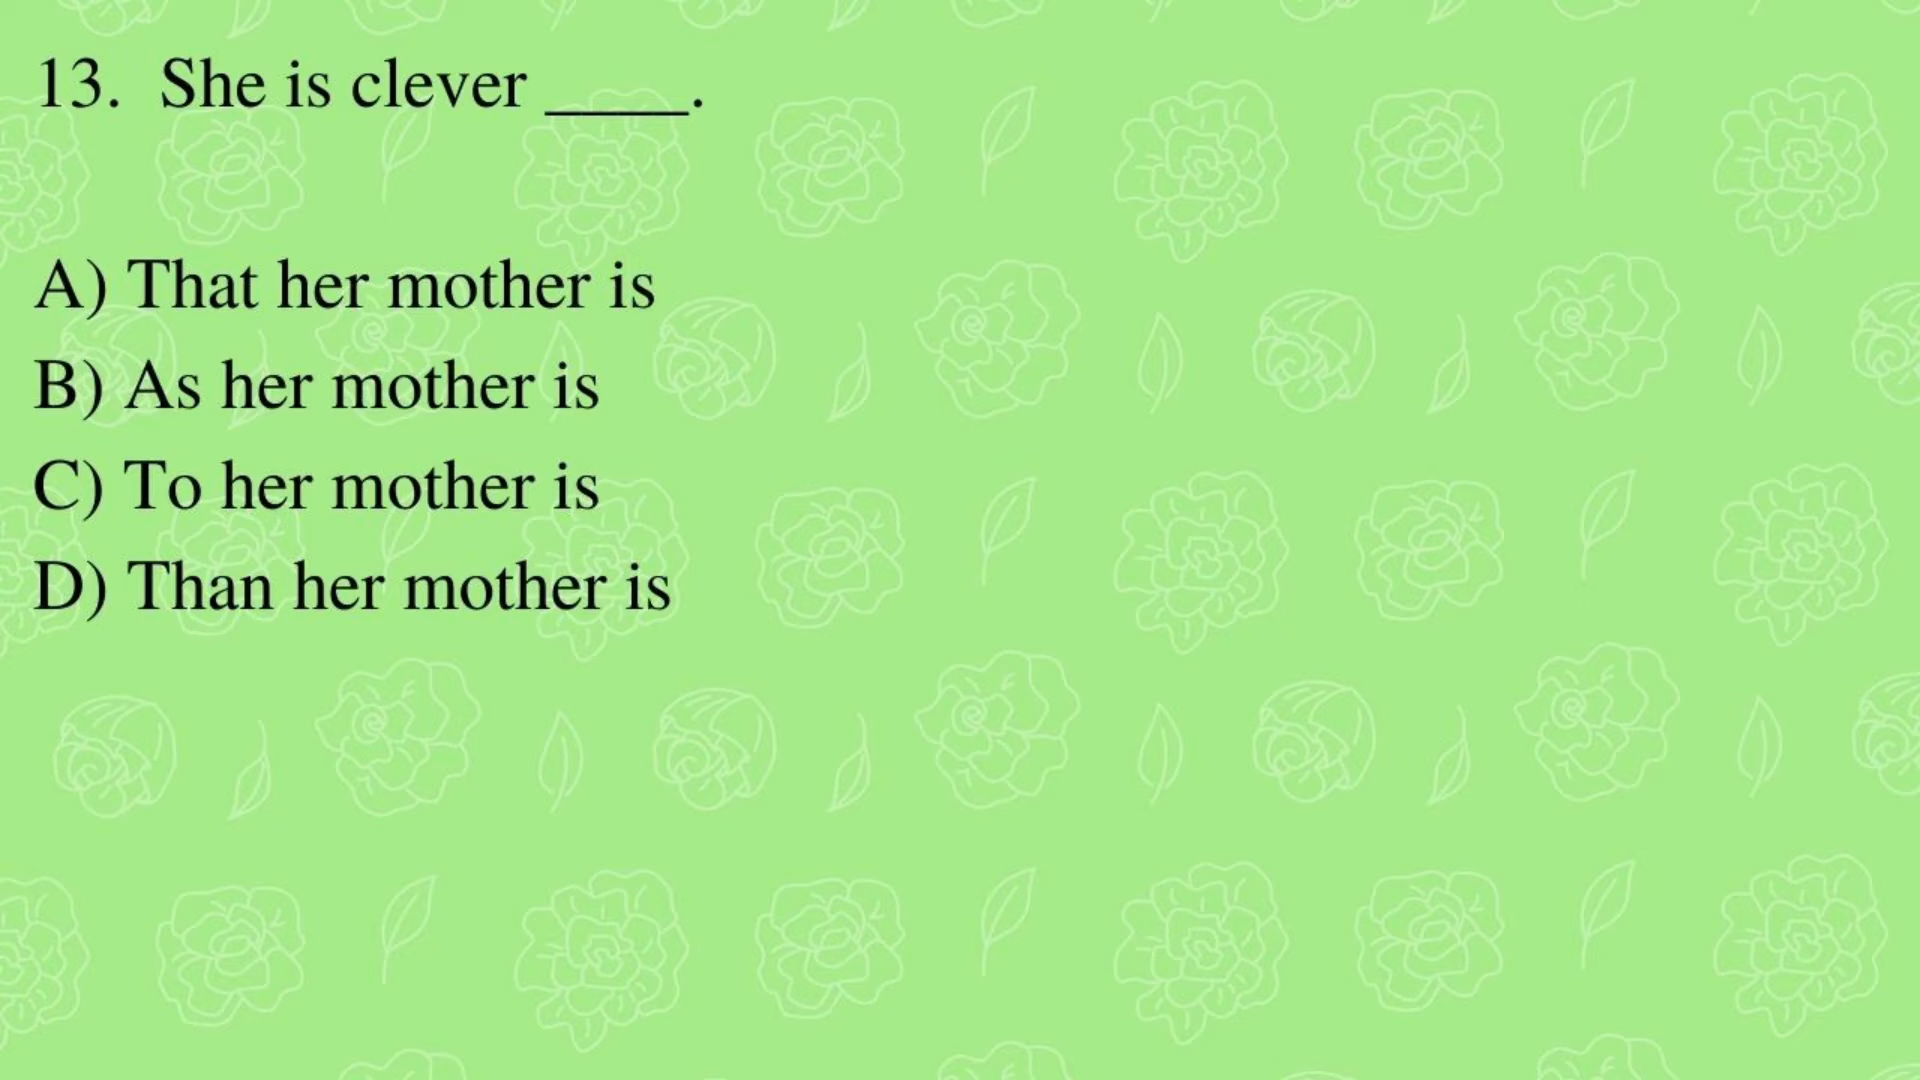 13. She is clever ____.
A) That her mother is
B) As her mother is
C) To her mother is
D) Than her mother is